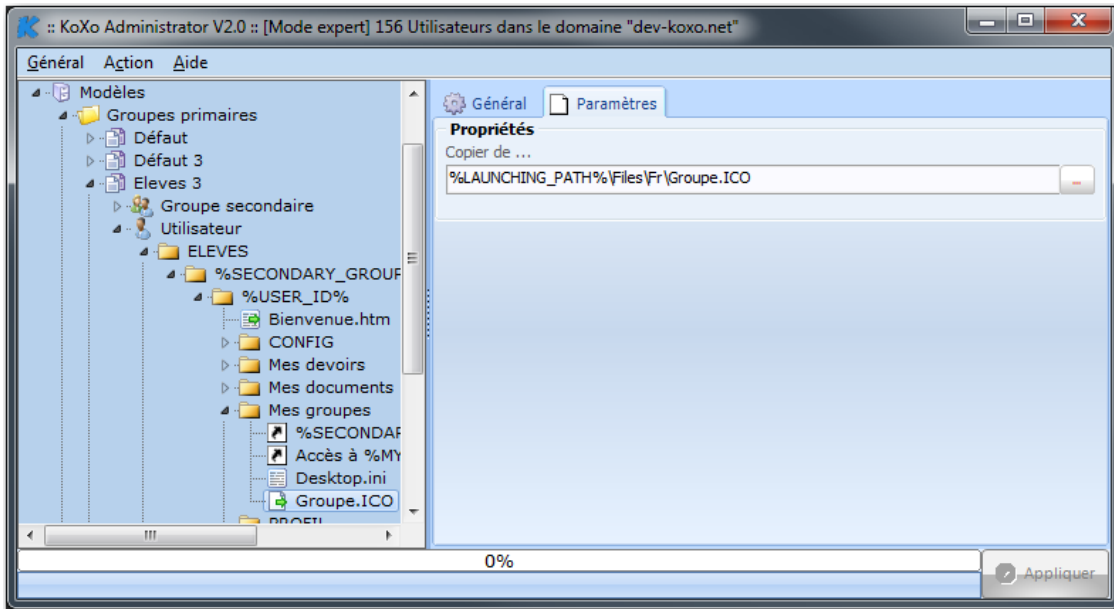 :: KoXo Administrator V2.0 :: [Mode expert] 156 Utilisateurs dans le domaine "dev-koxo.net"
Général Action Aide
Modèles
Groupes primaires
Défaut
Défaut 3
Eleves 3
Groupe secondaire
Utilisateur
ELEVES
%SECONDARY_GROUP
%USER_ID%
Bienvenue.htm
CONFIG
Mes devoirs
Mes documents
Mes groupes
%SECONDAR
Accès à %MY
Desktop.ini
Groupe.ICO
PROFIL
Général Paramètres
Propriétés
Copier de ...
%LAUNCHING_PATH%\Files\Fr\Groupe.ICO
...
0%
Appliquer